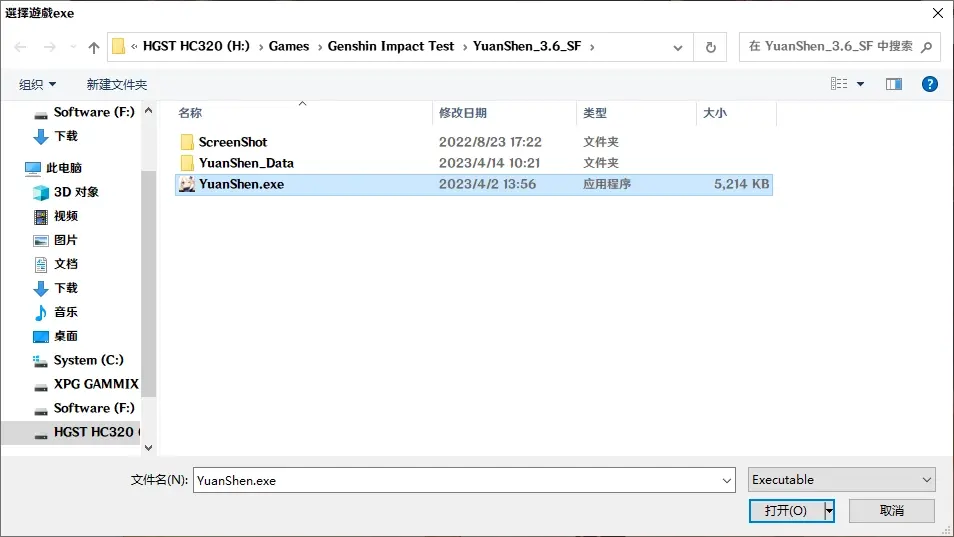 選擇遊戲exe
« HGST HC320 (H:) › Games › Genshin Impact Test › YuanShen_3.6_SF ›
在 YuanShen_3.6_SF 中搜索
组织
新建文件夹
Software (F:)
下载
此电脑
3D 对象
视频
图片
文档
下载
音乐
桌面
System (C:)
XPG GAMMIX
Software (F:)
HGST HC320 (
名称 修改日期 类型 大小
ScreenShot 2022/8/23 17:22 文件夹
YuanShen_Data 2023/4/14 10:21 文件夹
YuanShen.exe 2023/4/2 13:56 应用程序 5,214 KB
文件名(N): YuanShen.exe Executable
打开(O) 取消